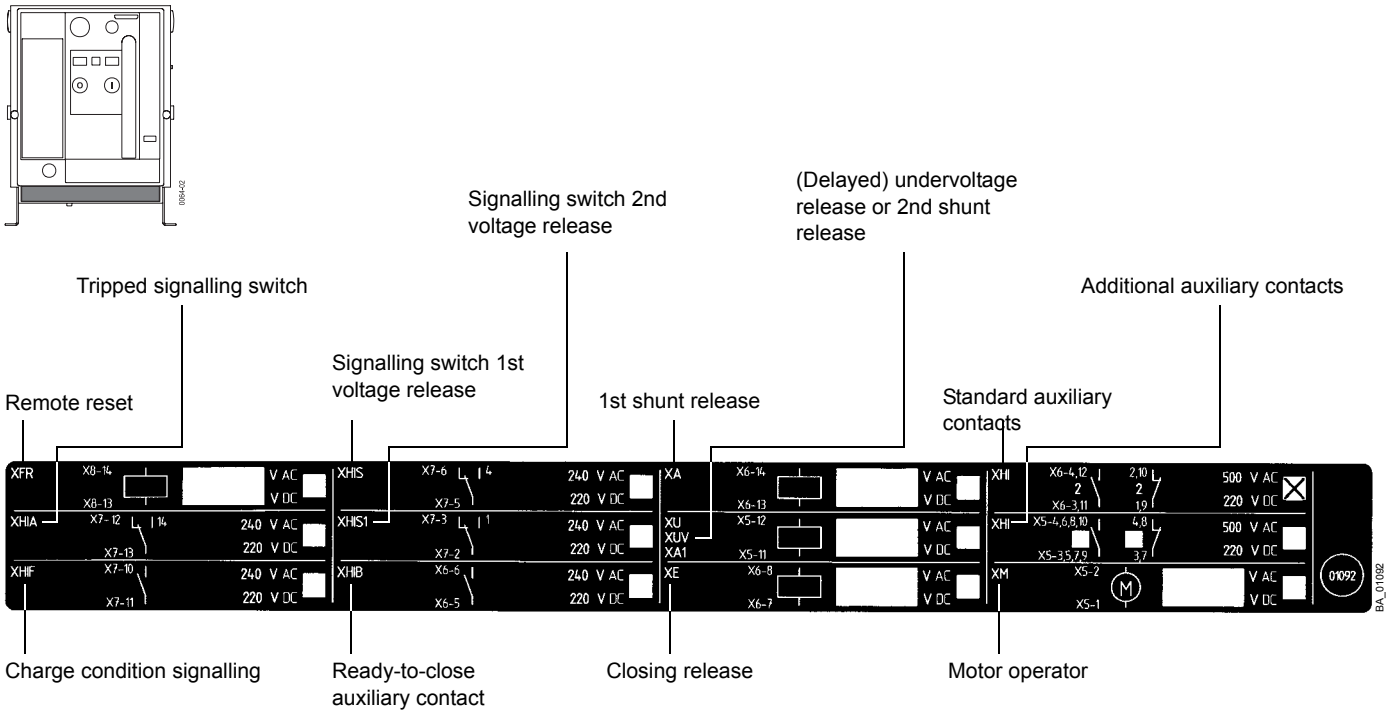 0064-02
(Delayed) undervoltage
release or 2nd shunt
release
Signalling switch 2nd
voltage release
Tripped signalling switch
Additional auxiliary contacts
Signalling switch 1st
voltage release
Remote reset
1st shunt release
Standard auxiliary
contacts
XFR X8-14 V AC
X8-13 V DC
XHIA X7-12 14 240 V AC
X7-13 220 V DC
XHIF X7-10 240 V AC
X7-11 220 V DC
XHIS X7-6 4 240 V AC
X7-5 220 V DC
XHIS1 X7-3 1 240 V AC
X7-2 220 V DC
XHIB X6-6 240 V AC
X6-5 220 V DC
XA X6-14 V AC
X6-13 V DC
XU X5-12 V AC
XUV
XA1 X5-11 V DC
XE X6-8 V AC
X6-7 V DC
XHI X6-4,12 2,10 500 V AC
2 2
X6-3,11 1,9 220 V DC
XHI X5-4,6,8,10 4,8 500 V AC
X5-3,5,7,9 3,7 220 V DC
XM X5-2 V AC
M
X5-1 V DC
01092
BA_01092
Charge condition signalling
Ready-to-close
auxiliary contact
Closing release
Motor operator